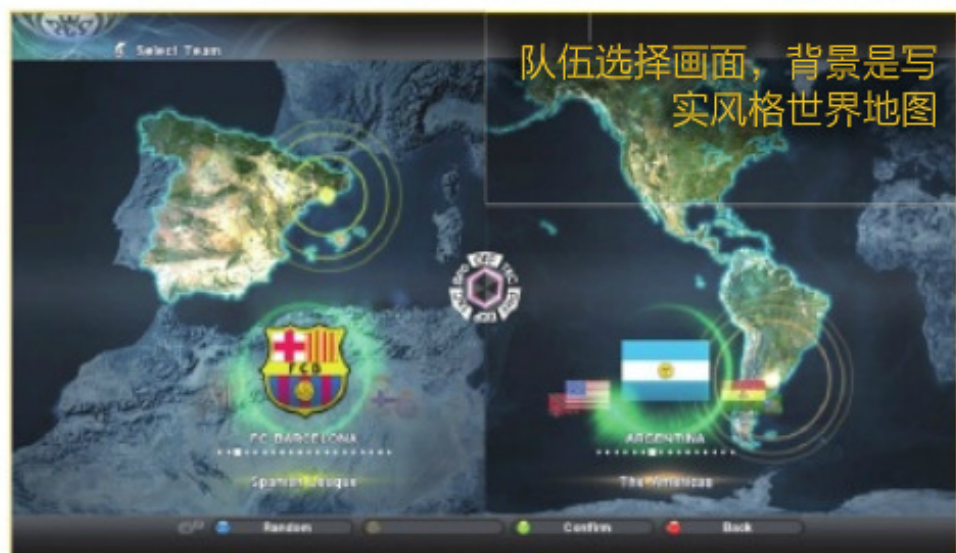 Select Team
队伍选择画面，背景是写
实风格世界地图
FCB
FC BARCELONA
ARGENTINA
Spanish League
The Americas
Random
Confirm
Back